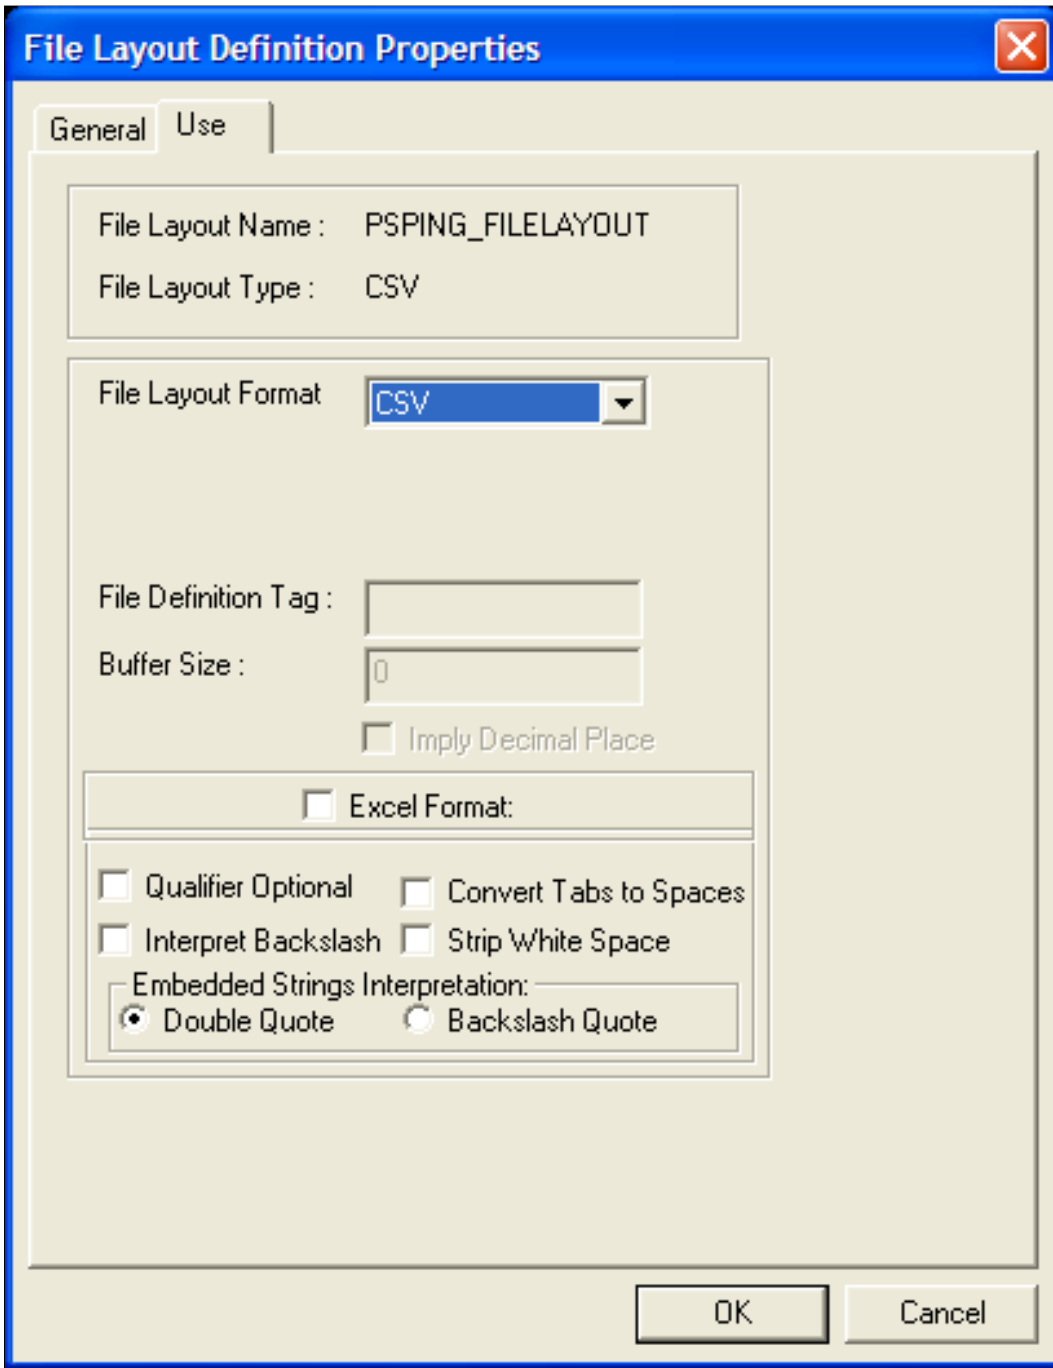 File Layout Definition Properties
General Use
File Layout Name : PSPING_FILELAYOUT
File Layout Type : CSV
File Layout Format CSV
File Definition Tag :
Buffer Size : 0
Imply Decimal Place
Excel Format:
Qualifier Optional Convert Tabs to Spaces
Interpret Backslash Strip White Space
Embedded Strings Interpretation:
Double Quote Backslash Quote
OK Cancel